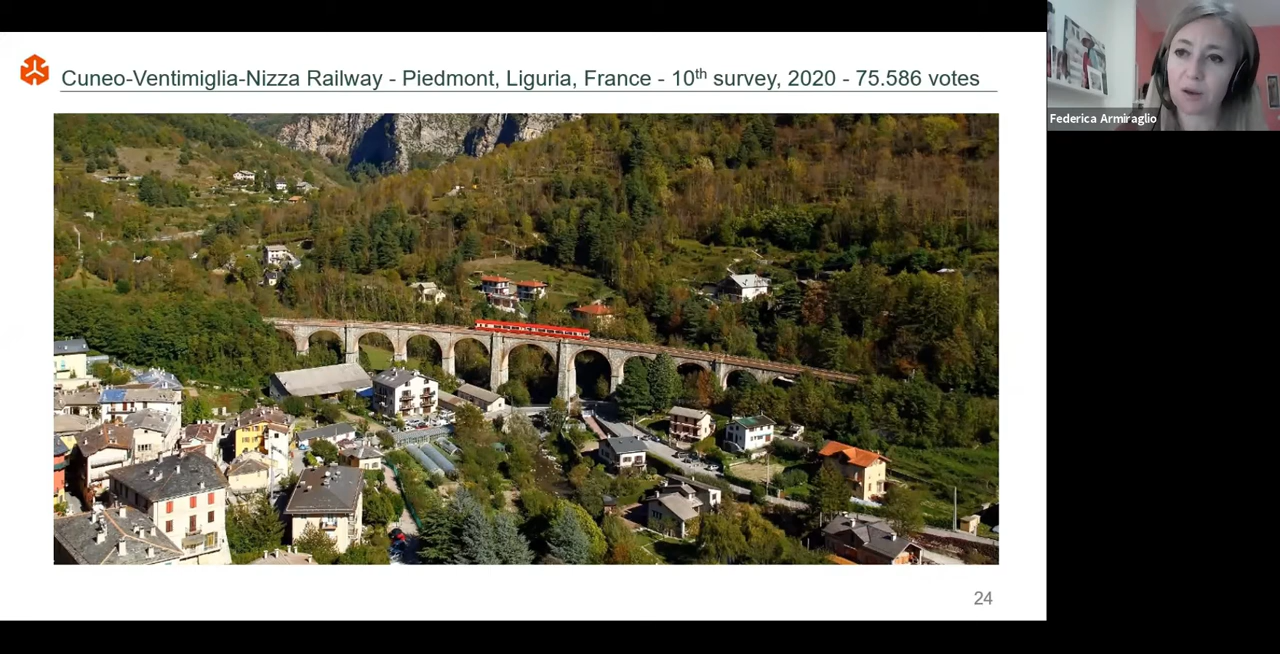 Cuneo-Ventimiglia-Nizza Railway - Piedmont, Liguria, France - 10th survey, 2020 - 75.586 votes
Federica Armiraglio
24